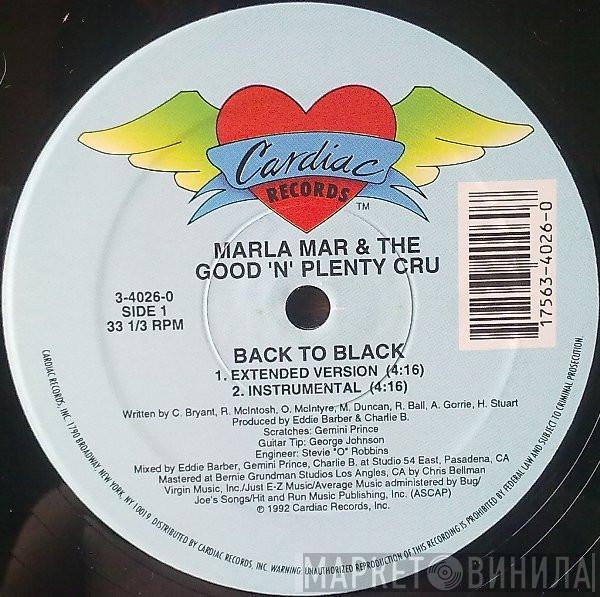 Cardiac
RECORDS
TM
MARLA MAR & THE
GOOD 'N' PLENTY CRU
3-4026-0
SIDE 1
33 1/3 RPM
17563-4026-0
BACK TO BLACK
1. EXTENDED VERSION (4:16)
2. INSTRUMENTAL (4:16)
Written by C. Bryant, R. McIntosh, O. McIntyre, M. Duncan, R. Ball, A. Gorrie, H. Stuart
Produced by Eddie Barber & Charlie B.
Scratches: Gemini Prince
Guitar Tip: George Johnson
Engineer: Stevie "O" Robbins
Mixed by Eddie Barber, Gemini Prince, Charlie B. at Studio 54 East, Pasadena, CA
Mastered at Bernie Grundman Studios Los Angeles, CA by Chris Bellman
Virgin Music, Inc./Just E-Z Music/Average Music administered by Bug/
Joe's Songs/Hit and Run Music Publishing, Inc. (ASCAP)
© 1992 Cardiac Records, Inc.
CARDIAC RECORDS, INC. 1790 BROADWAY, NEW YORK, NY 10019. DISTRIBUTED BY CARDIAC RECORDS, INC. WARNING: UNAUTHORIZED REPRODUCTION OF THIS RECORDING IS PROHIBITED BY FEDERAL LAW AND SUBJECT TO CRIMINAL PROSECUTION.
МАРКЕТ ВИНИЛА